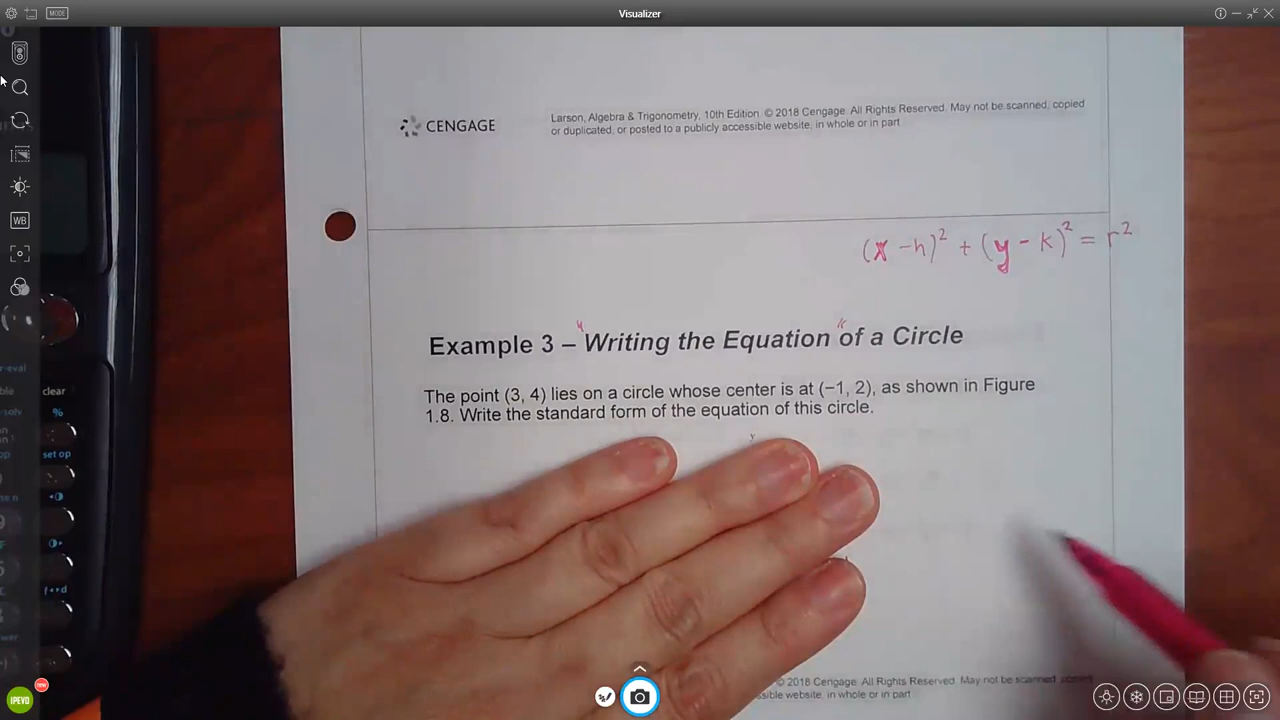 MODE
Visualizer
CENGAGE
Larson, Algebra & Trigonometry, 10th Edition. © 2018 Cengage. All Rights Reserved. May not be scanned, copied
or duplicated, or posted to a publicly accessible website, in whole or in part
(x - h)² + (y - k)² = r²
Example 3 – Writing the Equation of a Circle
The point (3, 4) lies on a circle whose center is at (−1, 2), as shown in Figure
1.8. Write the standard form of the equation of this circle.
y
WB
clear
%
set op
© 2018 Cengage. All Rights Reserved. May not be scanned, copied
website, in whole or in part
IPEVO
new